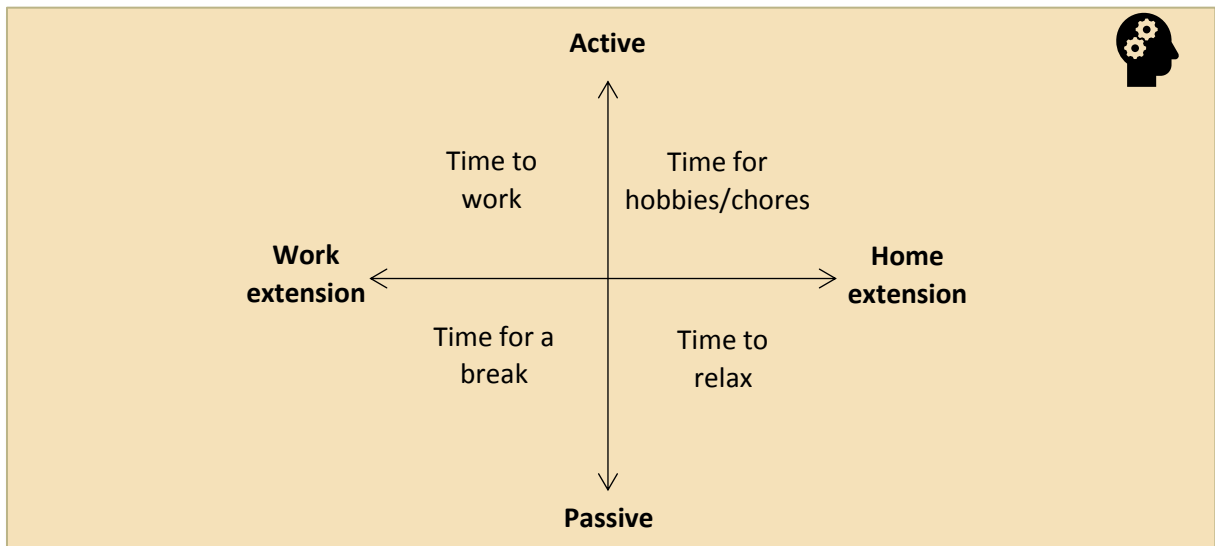 Active
Time to
work
Time for
hobbies/chores
Work
extension
Home
extension
Time for a
break
Time to
relax
Passive